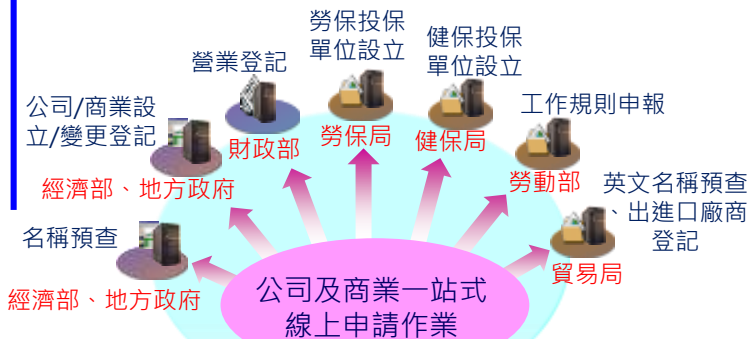 名稱預查
經濟部、地方政府
公司/商業設
立/變更登記
經濟部、地方政府
營業登記
財政部
勞保投保
單位設立
勞保局
健保投保
單位設立
健保局
工作規則申報
勞動部
英文名稱預查
、出進口廠商
登記
貿易局
公司及商業一站式
線上申請作業